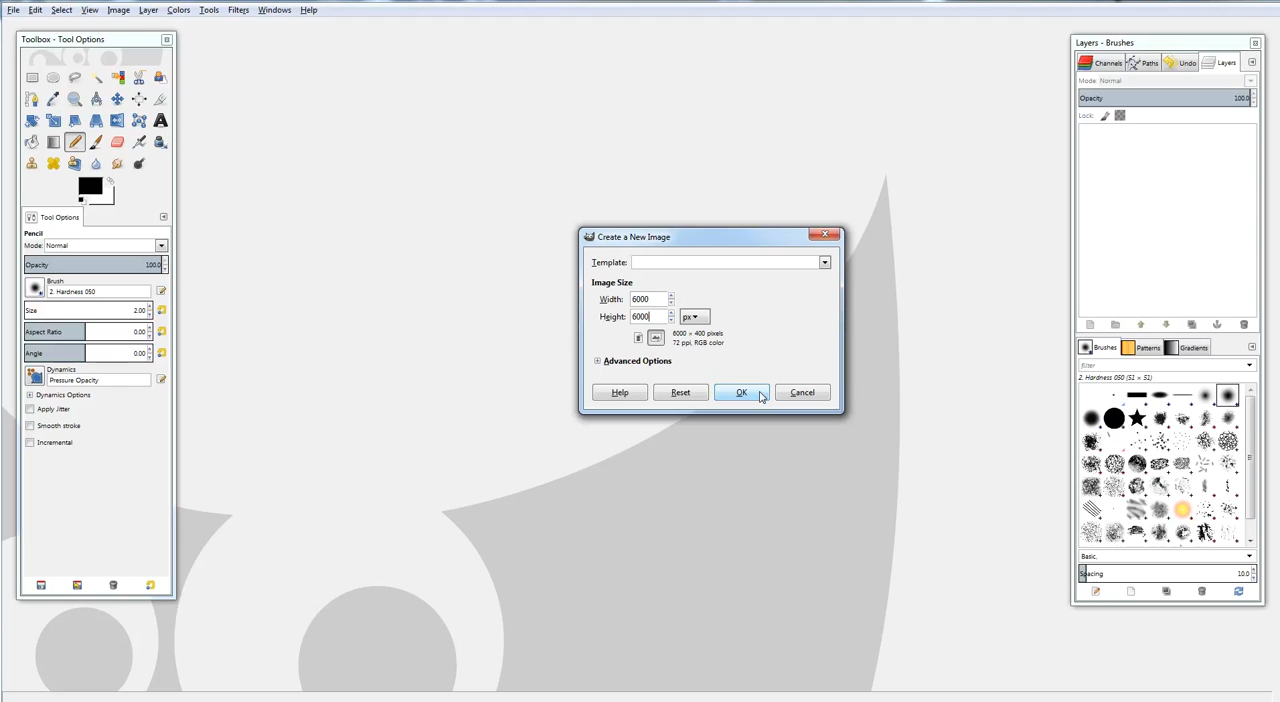 File Edit Select View Image Layer Colors Tools Filters Windows Help
Toolbox - Tool Options
Tool Options
Pencil
Mode: Normal
Opacity 100.0
Brush
2. Hardness 050
Size 2.00
Aspect Ratio 0.00
Angle 0.00
Dynamics
Pressure Opacity
Dynamics Options
Apply Jitter
Smooth stroke
Incremental
Create a New Image
Template:
Image Size
Width: 6000
Height: 6000 px
6000 × 400 pixels
72 ppi, RGB color
Advanced Options
Help Reset OK Cancel
Layers - Brushes
Channels Paths Undo Layers
Mode: Normal
Opacity 100.0
Lock:
Brushes Patterns Gradients
filter
2. Hardness 050 (51 × 51)
Basic,
Spacing 10.0